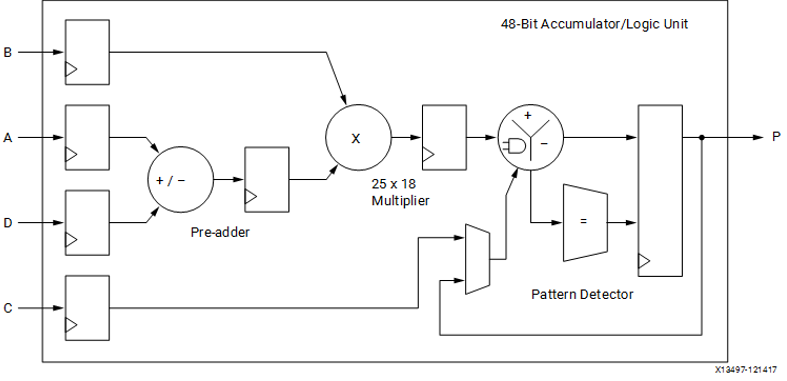 48-Bit Accumulator/Logic Unit
B
A
+ / −
D
Pre-adder
X
25 x 18
Multiplier
+
−
P
=
Pattern Detector
C
X13497-121417